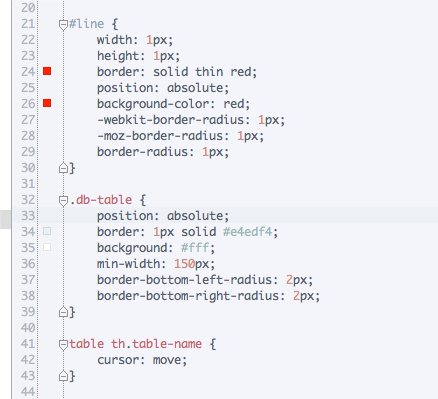 20
21 #line {
22 width: 1px;
23 height: 1px;
24 border: solid thin red;
25 position: absolute;
26 background-color: red;
27 -webkit-border-radius: 1px;
28 -moz-border-radius: 1px;
29 border-radius: 1px;
30 }
31
32 .db-table {
33 position: absolute;
34 border: 1px solid #e4edf4;
35 background: #fff;
36 min-width: 150px;
37 border-bottom-left-radius: 2px;
38 border-bottom-right-radius: 2px;
39 }
40
41 table th.table-name {
42 cursor: move;
43 }
44